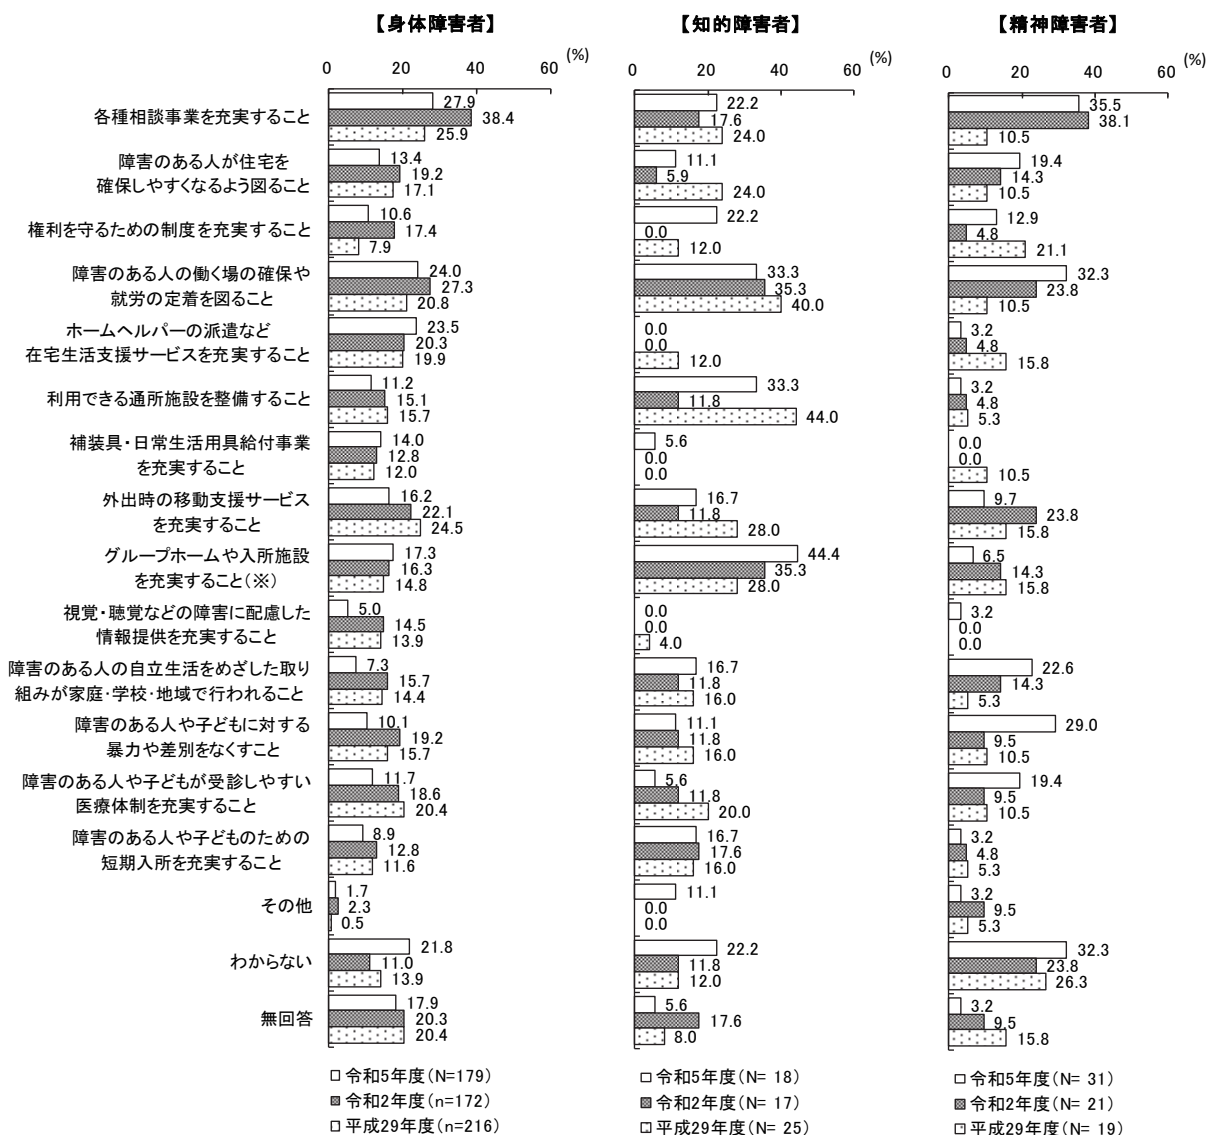 【身体障害者】 【知的障害者】 【精神障害者】
(%) (%) (%)
0 20 40 60 0 20 40 60 0 20 40 60
各種相談事業を充実すること
27.9 22.2 35.5
38.4 17.6 38.1
25.9 24.0 10.5
障害のある人が住宅を
確保しやすくなるよう図ること
13.4 11.1 19.4
19.2 5.9 14.3
17.1 24.0 10.5
権利を守るための制度を充実すること
10.6 22.2 12.9
17.4 0.0 4.8
7.9 12.0 21.1
障害のある人の働く場の確保や
就労の定着を図ること
24.0 33.3 32.3
27.3 35.3 23.8
20.8 40.0 10.5
ホームヘルパーの派遣など
在宅生活支援サービスを充実すること
23.5 0.0 3.2
20.3 0.0 4.8
19.9 12.0 15.8
利用できる通所施設を整備すること
11.2 33.3 3.2
15.1 11.8 4.8
15.7 44.0 5.3
補装具・日常生活用具給付事業
を充実すること
14.0 5.6 0.0
12.8 0.0 0.0
12.0 0.0 10.5
外出時の移動支援サービス
を充実すること
16.2 16.7 9.7
22.1 11.8 23.8
24.5 28.0 15.8
グループホームや入所施設
を充実すること(※)
17.3 44.4 6.5
16.3 35.3 14.3
14.8 28.0 15.8
視覚・聴覚などの障害に配慮した
情報提供を充実すること
5.0 0.0 3.2
14.5 0.0 0.0
13.9 4.0 0.0
障害のある人の自立生活をめざした取り
組みが家庭・学校・地域で行われること
7.3 16.7 22.6
15.7 11.8 14.3
14.4 16.0 5.3
障害のある人や子どもに対する
暴力や差別をなくすこと
10.1 11.1 29.0
19.2 11.8 9.5
15.7 16.0 10.5
障害のある人や子どもが受診しやすい
医療体制を充実すること
11.7 5.6 19.4
18.6 11.8 9.5
20.4 20.0 10.5
障害のある人や子どものための
短期入所を充実すること
8.9 16.7 3.2
12.8 17.6 4.8
11.6 16.0 5.3
その他
1.7 11.1 3.2
2.3 0.0 9.5
0.5 0.0 5.3
わからない
21.8 22.2 32.3
11.0 11.8 23.8
13.9 12.0 26.3
無回答
17.9 5.6 3.2
20.3 17.6 9.5
20.4 8.0 15.8
令和5年度(N=179) 令和5年度(N= 18) 令和5年度(N= 31)
令和2年度(n=172) 令和2年度(N= 17) 令和2年度(N= 21)
平成29年度(n=216) 平成29年度(N= 25) 平成29年度(N= 19)